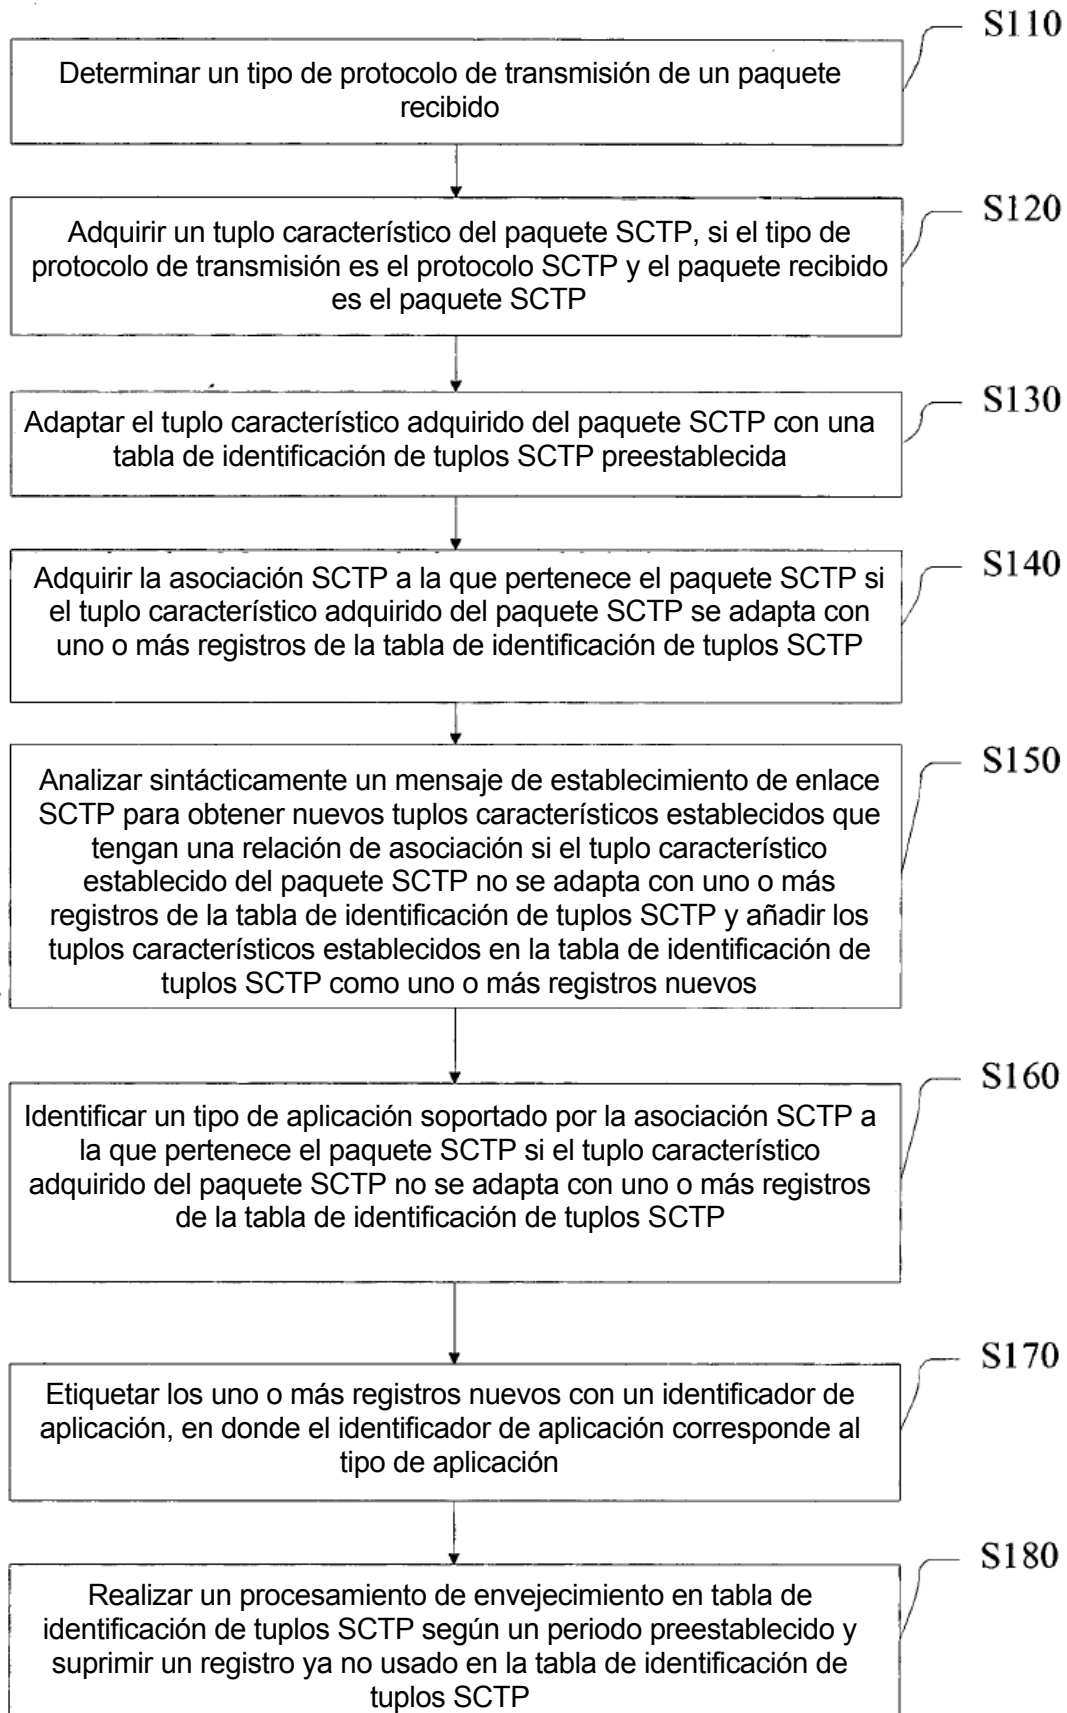 S110
Determinar un tipo de protocolo de transmisión de un paquete
recibido
S120
Adquirir un tuplo característico del paquete SCTP, si el tipo de
protocolo de transmisión es el protocolo SCTP y el paquete recibido
es el paquete SCTP
S130
Adaptar el tuplo característico adquirido del paquete SCTP con una
tabla de identificación de tuplos SCTP preestablecida
S140
Adquirir la asociación SCTP a la que pertenece el paquete SCTP si
el tuplo característico adquirido del paquete SCTP se adapta con
uno o más registros de la tabla de identificación de tuplos SCTP
S150
Analizar sintácticamente un mensaje de establecimiento de enlace
SCTP para obtener nuevos tuplos característicos establecidos que
tengan una relación de asociación si el tuplo característico
establecido del paquete SCTP no se adapta con uno o más
registros de la tabla de identificación de tuplos SCTP y añadir los
tuplos característicos establecidos en la tabla de identificación de
tuplos SCTP como uno o más registros nuevos
S160
Identificar un tipo de aplicación soportado por la asociación SCTP a
la que pertenece el paquete SCTP si el tuplo característico
adquirido del paquete SCTP no se adapta con uno o más registros
de la tabla de identificación de tuplos SCTP
S170
Etiquetar los uno o más registros nuevos con un identificador de
aplicación, en donde el identificador de aplicación corresponde al
tipo de aplicación
S180
Realizar un procesamiento de envejecimiento en tabla de
identificación de tuplos SCTP según un periodo preestablecido y
suprimir un registro ya no usado en la tabla de identificación de
tuplos SCTP